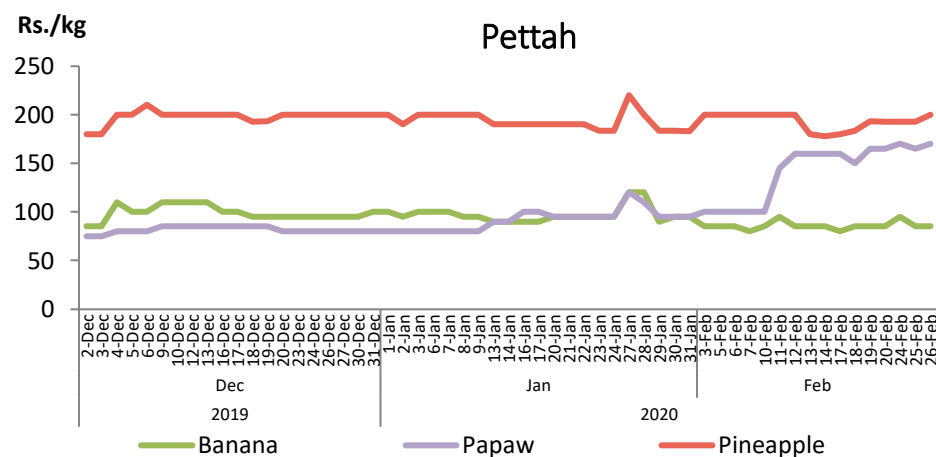 Rs./kg
Pettah
250
200
150
100
50
0
2-Dec
3-Dec
4-Dec
5-Dec
6-Dec
9-Dec
10-Dec
12-Dec
13-Dec
16-Dec
17-Dec
18-Dec
19-Dec
20-Dec
23-Dec
24-Dec
26-Dec
27-Dec
30-Dec
31-Dec
1-Jan
2-Jan
3-Jan
6-Jan
7-Jan
8-Jan
9-Jan
13-Jan
14-Jan
16-Jan
17-Jan
20-Jan
21-Jan
22-Jan
23-Jan
24-Jan
27-Jan
28-Jan
29-Jan
30-Jan
31-Jan
3-Feb
5-Feb
6-Feb
7-Feb
10-Feb
11-Feb
12-Feb
13-Feb
14-Feb
17-Feb
18-Feb
19-Feb
20-Feb
24-Feb
25-Feb
26-Feb
Dec
Jan
Feb
2019
2020
Banana
Papaw
Pineapple